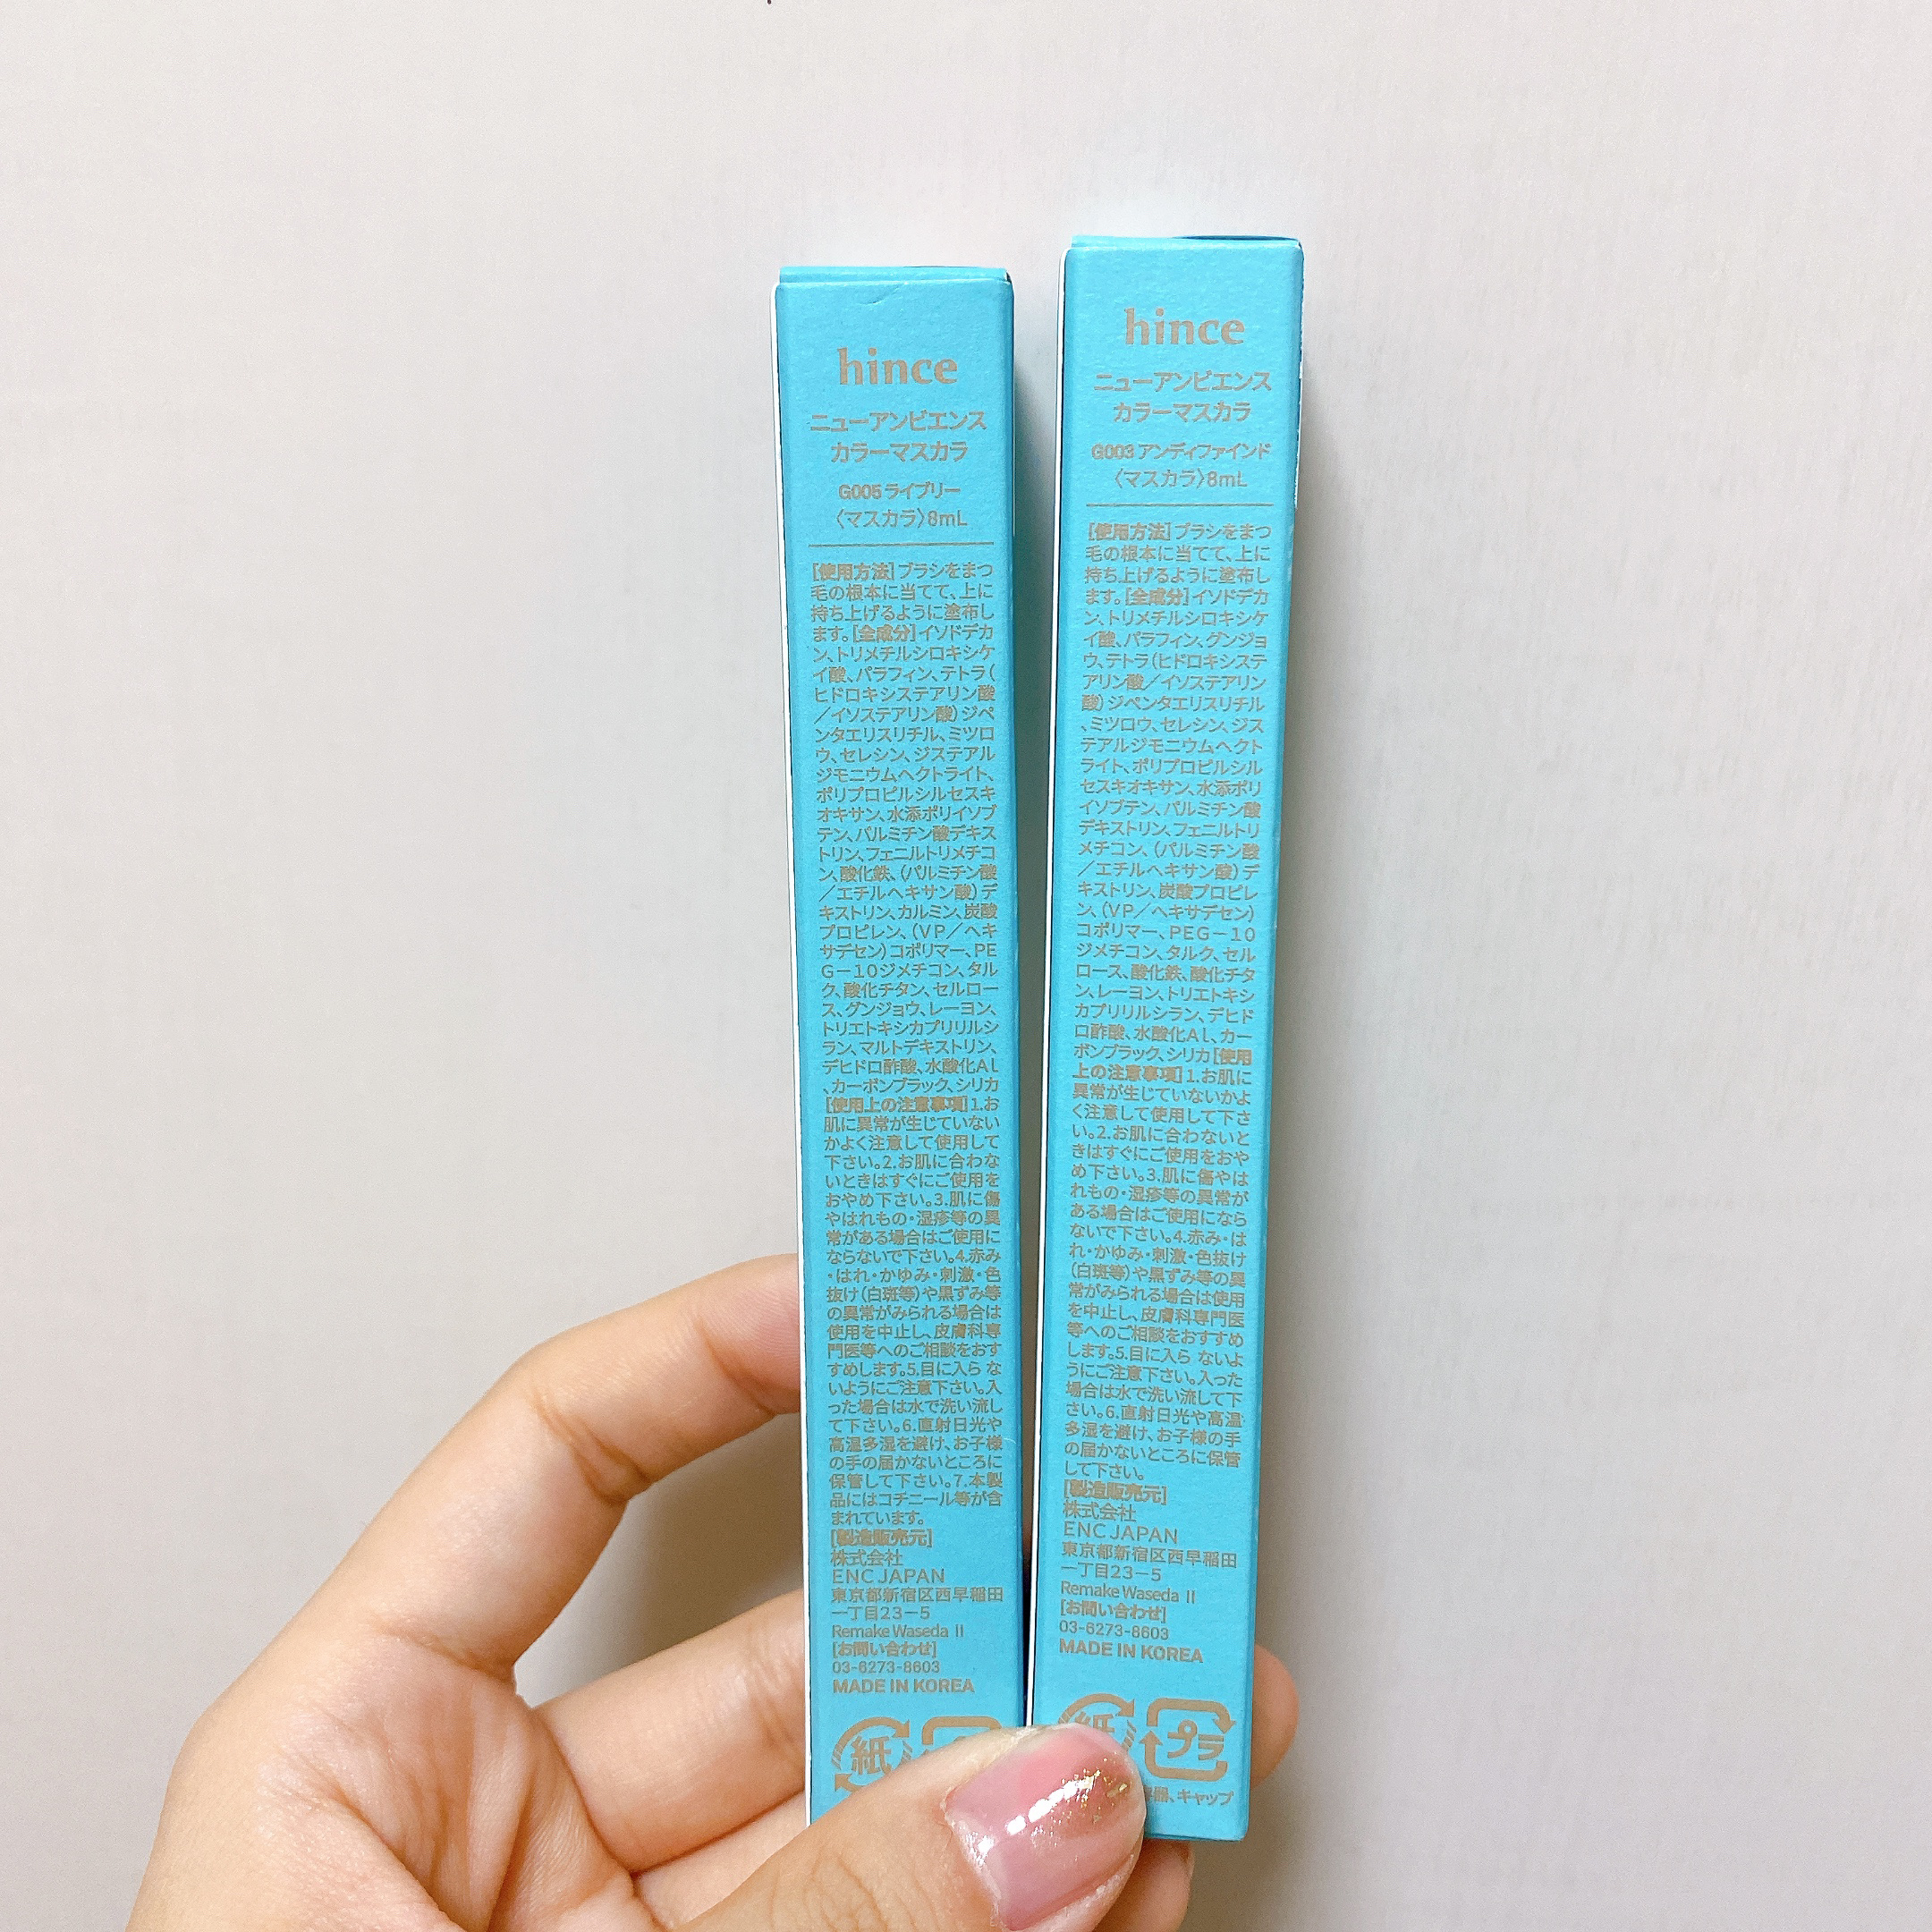 hince
ニューアンビエンス
カラーマスカラ
G005 ライブリー
〈マスカラ〉8mL
[使用方法]ブラシをまつ
毛の根本に当てて、上に
持ち上げるように塗布し
ます。[全成分]イソドデカ
ン、トリメチルシロキシケ
イ酸、パラフィン、テトラ(
ヒドロキシステアリン酸
/イソステアリン酸)ジペ
ンタエリスリチル、ミツロ
ウ、セレシン、ジステアル
ジモニウムヘクトライト、
ポリプロピルシルセスキ
オキサン、水添ポリイソブ
テン、パルミチン酸デキス
トリン、フェニルトリメチコ
ン、酸化鉄、(パルミチン酸
/エチルヘキサン酸)デ
キストリン、カルミン、炭酸
プロピレン、(VP/ヘキ
サデセン)コポリマー、PE
G-10ジメチコン、タル
ク、酸化チタン、セルロー
ス、グンジョウ、レーヨン、
トリエトキシカプリリルシ
ラン、マルトデキストリン、
デヒドロ酢酸、水酸化Al
、カーボンブラック、シリカ
[使用上の注意事項]1.お
肌に異常が生じていない
かよく注意して使用して
下さい。2.お肌に合わな
いときはすぐにご使用を
おやめ下さい。3.肌に傷
やはれもの・湿疹等の異
常がある場合はご使用に
ならないで下さい。4.赤み
・はれ・かゆみ・刺激・色
抜け(白斑等)や黒ずみ等
の異常がみられる場合は
使用を中止し、皮膚科専
門医等へのご相談をおす
すめします。5.目に入ら な
いようにご注意下さい。入
った場合は水で洗い流し
て下さい。6.直射日光や
高温多湿を避け、お子様
の手の届かないところに
保管して下さい。7.本製
品にはコチニール等が含
まれています。
[製造販売元]
株式会社
ENC JAPAN
東京都新宿区西早稲田
一丁目23-5
Remake Waseda Ⅱ
[お問い合わせ]
03-6273-8603
MADE IN KOREA
紙
hince
ニューアンビエンス
カラーマスカラ
G003 アンディファインド
〈マスカラ〉8mL
[使用方法]ブラシをまつ
毛の根本に当てて、上に
持ち上げるように塗布し
ます。[全成分]イソドデカ
ン、トリメチルシロキシケ
イ酸、パラフィン、グンジョ
ウ、テトラ(ヒドロキシステ
アリン酸/イソステアリン
酸)ジペンタエリスリチル
、ミツロウ、セレシン、ジス
テアルジモニウムヘクト
ライト、ポリプロピルシル
セスキオキサン、水添ポリ
イソブテン、パルミチン酸
デキストリン、フェニルトリ
メチコン、(パルミチン酸
/エチルヘキサン酸)デ
キストリン、炭酸プロピレ
ン、(VP/ヘキサデセン)
コポリマー、PEG-10
ジメチコン、タルク、セル
ロース、酸化鉄、酸化チタ
ン、レーヨン、トリエトキシ
カプリリルシラン、デヒド
ロ酢酸、水酸化Al、カー
ボンブラック、シリカ[使用
上の注意事項]1.お肌に
異常が生じていないかよ
く注意して使用して下さ
い。2.お肌に合わないと
きはすぐにご使用をおや
め下さい。3.肌に傷やは
れもの・湿疹等の異常が
ある場合はご使用になら
ないで下さい。4.赤み・は
れ・かゆみ・刺激・色抜け
(白斑等)や黒ずみ等の異
常がみられる場合は使用
を中止し、皮膚科専門医
等へのご相談をおすすめ
します。5.目に入ら ないよ
うにご注意下さい。入った
場合は水で洗い流して下
さい。6.直射日光や高温
多湿を避け、お子様の手
の届かないところに保管
して下さい。
[製造販売元]
株式会社
ENC JAPAN
東京都新宿区西早稲田
一丁目23-5
Remake Waseda Ⅱ
[お問い合わせ]
03-6273-8603
MADE IN KOREA
紙 プラ
器、キャップ